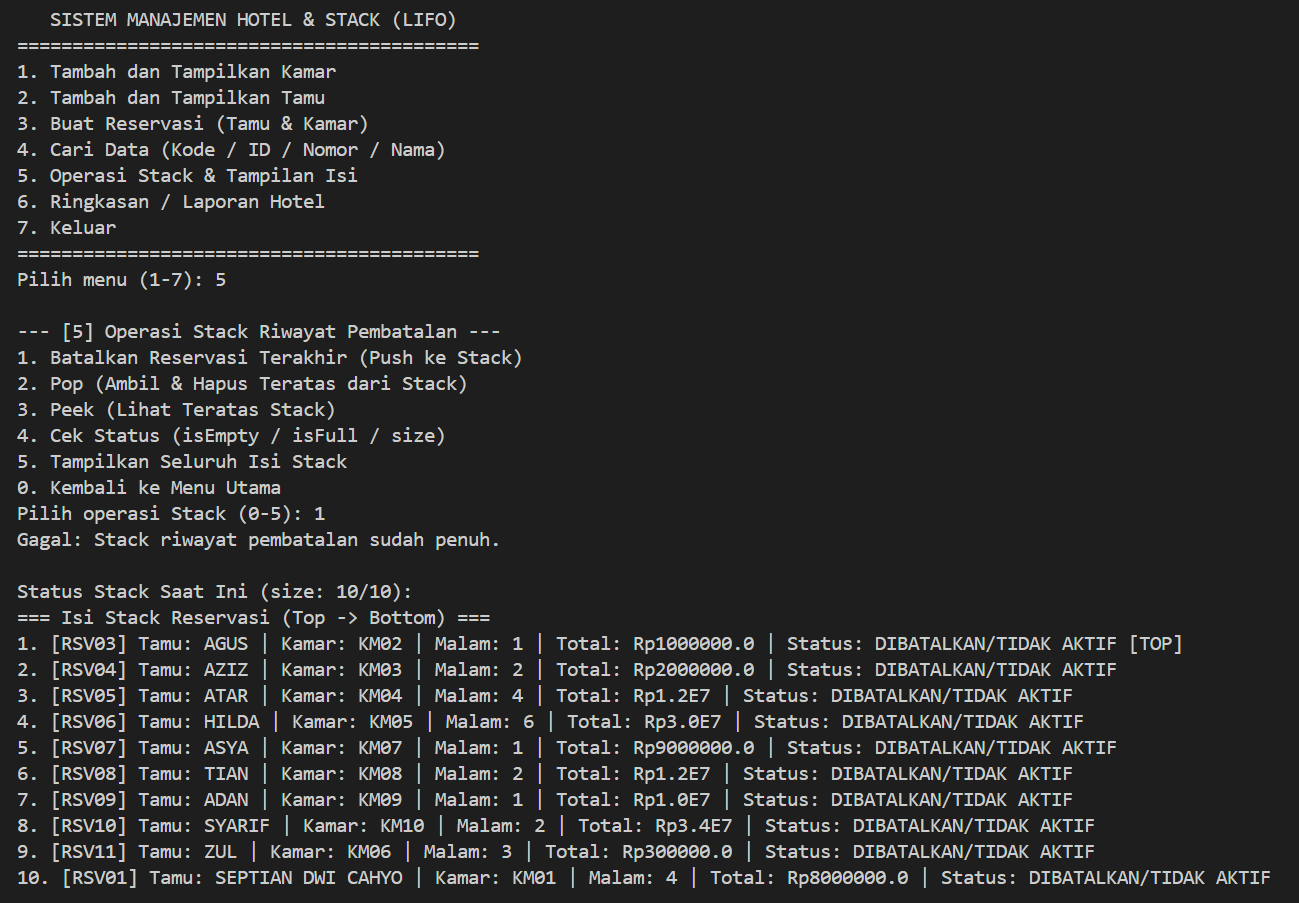 SISTEM MANAJEMEN HOTEL & STACK (LIFO)
==========================================
1. Tambah dan Tampilkan Kamar
2. Tambah dan Tampilkan Tamu
3. Buat Reservasi (Tamu & Kamar)
4. Cari Data (Kode / ID / Nomor / Nama)
5. Operasi Stack & Tampilan Isi
6. Ringkasan / Laporan Hotel
7. Keluar
==========================================
Pilih menu (1-7): 5

--- [5] Operasi Stack Riwayat Pembatalan ---
1. Batalkan Reservasi Terakhir (Push ke Stack)
2. Pop (Ambil & Hapus Teratas dari Stack)
3. Peek (Lihat Teratas Stack)
4. Cek Status (isEmpty / isFull / size)
5. Tampilkan Seluruh Isi Stack
0. Kembali ke Menu Utama
Pilih operasi Stack (0-5): 1
Gagal: Stack riwayat pembatalan sudah penuh.

Status Stack Saat Ini (size: 10/10):
=== Isi Stack Reservasi (Top -> Bottom) ===
1. [RSV03] Tamu: AGUS | Kamar: KM02 | Malam: 1 | Total: Rp1000000.0 | Status: DIBATALKAN/TIDAK AKTIF [TOP]
2. [RSV04] Tamu: AZIZ | Kamar: KM03 | Malam: 2 | Total: Rp2000000.0 | Status: DIBATALKAN/TIDAK AKTIF
3. [RSV05] Tamu: ATAR | Kamar: KM04 | Malam: 4 | Total: Rp1.2E7 | Status: DIBATALKAN/TIDAK AKTIF
4. [RSV06] Tamu: HILDA | Kamar: KM05 | Malam: 6 | Total: Rp3.0E7 | Status: DIBATALKAN/TIDAK AKTIF
5. [RSV07] Tamu: ASYA | Kamar: KM07 | Malam: 1 | Total: Rp9000000.0 | Status: DIBATALKAN/TIDAK AKTIF
6. [RSV08] Tamu: TIAN | Kamar: KM08 | Malam: 2 | Total: Rp1.2E7 | Status: DIBATALKAN/TIDAK AKTIF
7. [RSV09] Tamu: ADAN | Kamar: KM09 | Malam: 1 | Total: Rp1.0E7 | Status: DIBATALKAN/TIDAK AKTIF
8. [RSV10] Tamu: SYARIF | Kamar: KM10 | Malam: 2 | Total: Rp3.4E7 | Status: DIBATALKAN/TIDAK AKTIF
9. [RSV11] Tamu: ZUL | Kamar: KM06 | Malam: 3 | Total: Rp300000.0 | Status: DIBATALKAN/TIDAK AKTIF
10. [RSV01] Tamu: SEPTIAN DWI CAHYO | Kamar: KM01 | Malam: 4 | Total: Rp8000000.0 | Status: DIBATALKAN/TIDAK AKTIF